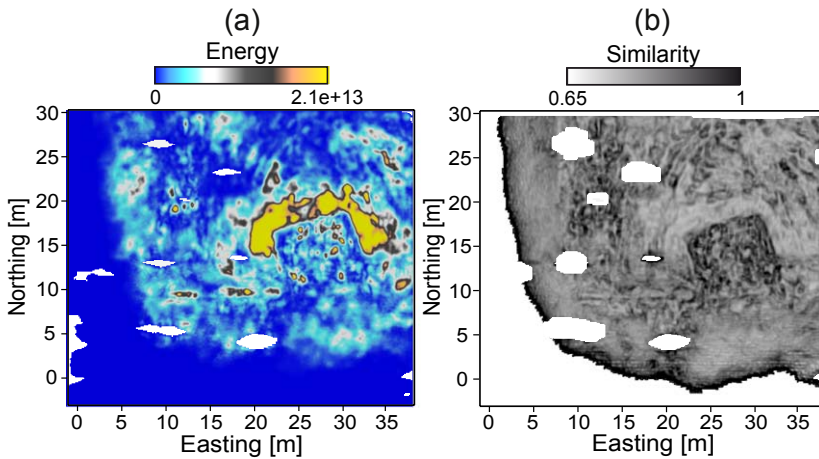 (a) (b)
Energy Similarity
0 2.1e+13 0.65 1
30 30
25 25
20 20
15 15
10 10
5 5
0 0
Northing [m] Northing [m]
0 5 10 15 20 25 30 35 0 5 10 15 20 25 30 35
Easting [m] Easting [m]